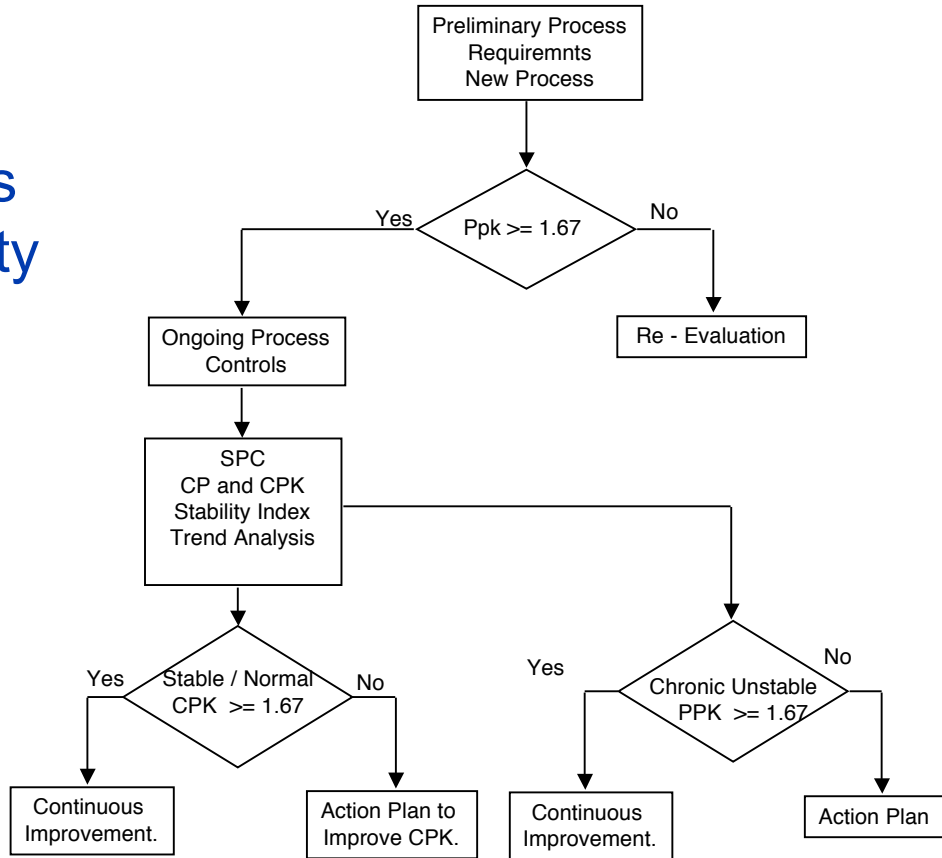 Preliminary Process
Requiremnts
New Process
s
ty
Yes
Ppk >= 1.67
No
Ongoing Process
Controls
Re - Evaluation
SPC
CP and CPK
Stability Index
Trend Analysis
Yes
Stable / Normal
CPK >= 1.67
No
Yes
Chronic Unstable
PPK >= 1.67
No
Continuous
Improvement.
Action Plan to
Improve CPK.
Continuous
Improvement.
Action Plan